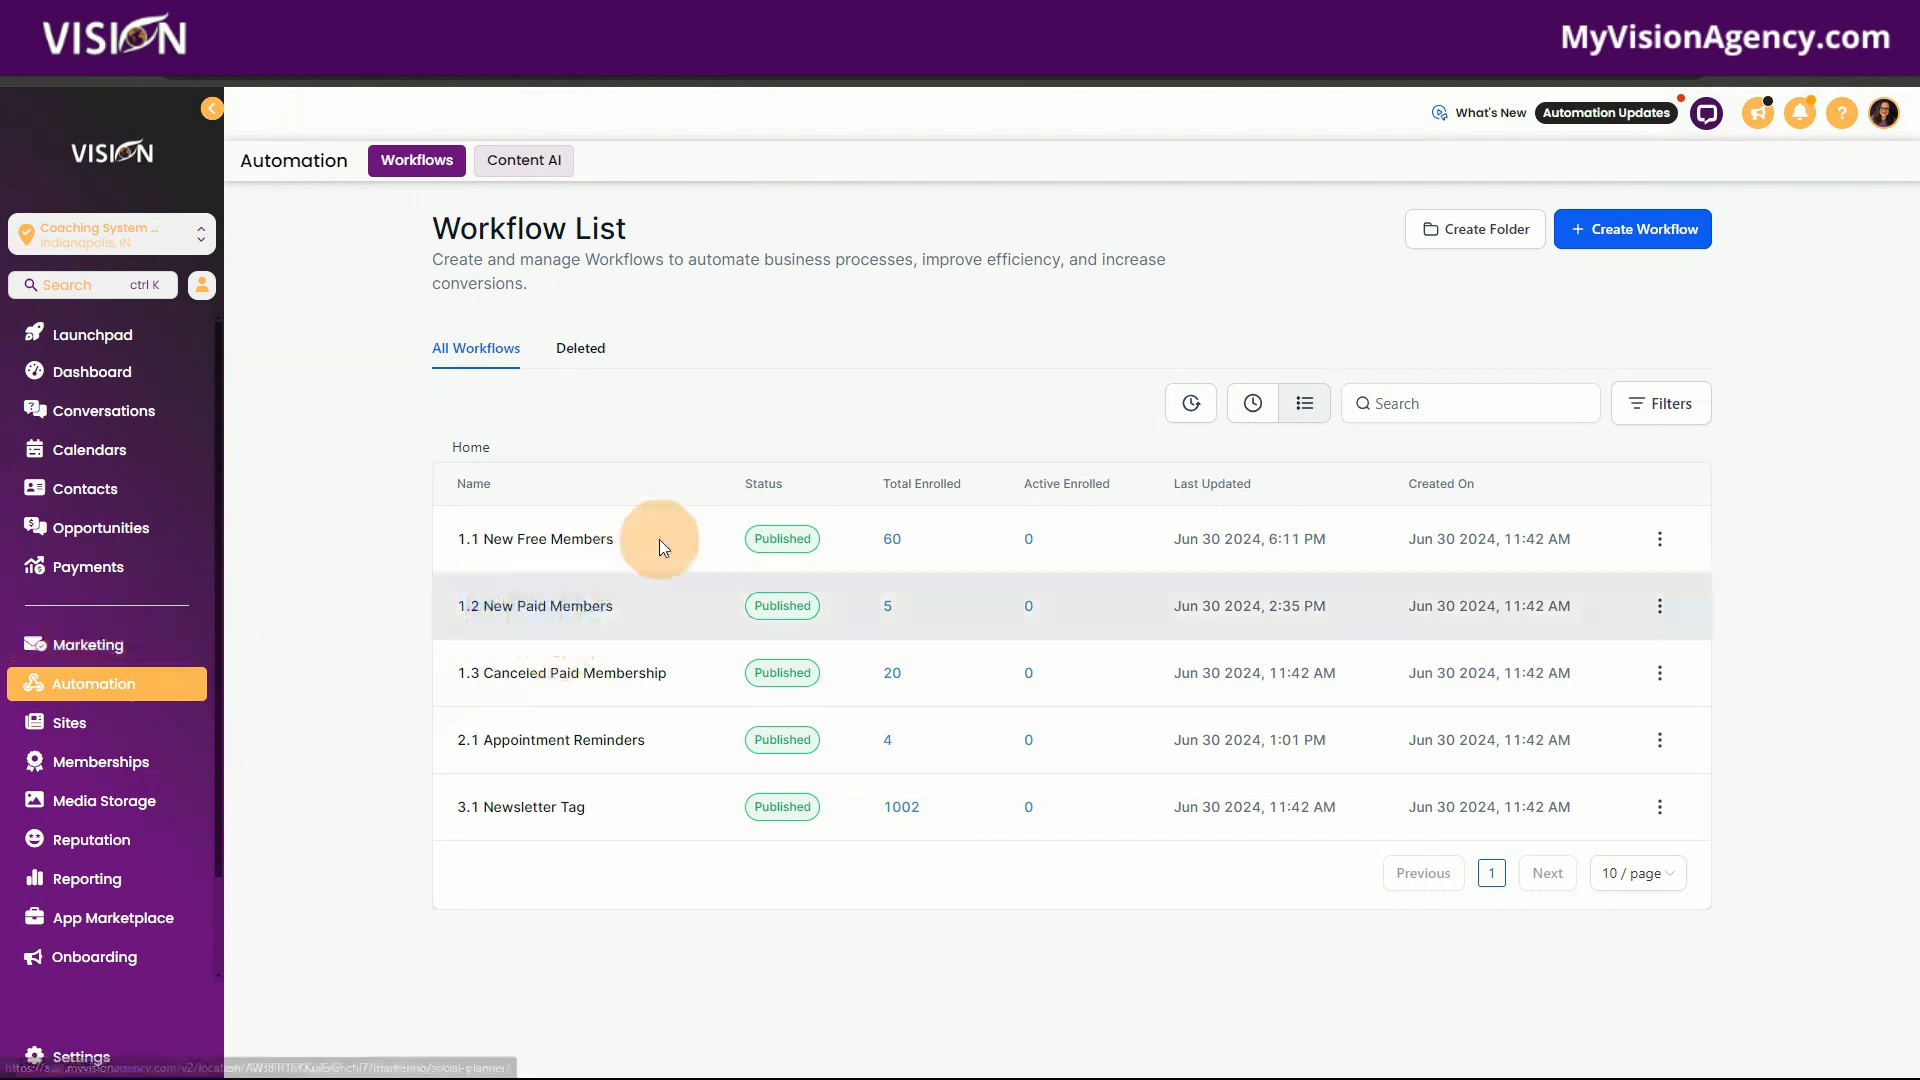 VISION
MyVisionAgency.com
What's New
Automation Updates
VISION
Automation
Workflows
Content AI
Coaching System ...
Indianapolis, IN
Search
ctrl K
Launchpad
Dashboard
Conversations
Calendars
Contacts
Opportunities
Payments
Marketing
Automation
Sites
Memberships
Media Storage
Reputation
Reporting
App Marketplace
Onboarding
Settings
Workflow List
Create Folder
+ Create Workflow
Create and manage Workflows to automate business processes, improve efficiency, and increase
conversions.
All Workflows
Deleted
Search
Filters
Home
Name Status Total Enrolled Active Enrolled Last Updated Created On
1.1 New Free Members Published 60 0 Jun 30 2024, 6:11 PM Jun 30 2024, 11:42 AM
1.2 New Paid Members Published 5 0 Jun 30 2024, 2:35 PM Jun 30 2024, 11:42 AM
1.3 Canceled Paid Membership Published 20 0 Jun 30 2024, 11:42 AM Jun 30 2024, 11:42 AM
2.1 Appointment Reminders Published 4 0 Jun 30 2024, 1:01 PM Jun 30 2024, 11:42 AM
3.1 Newsletter Tag Published 1002 0 Jun 30 2024, 11:42 AM Jun 30 2024, 11:42 AM
Previous 1 Next 10 / page